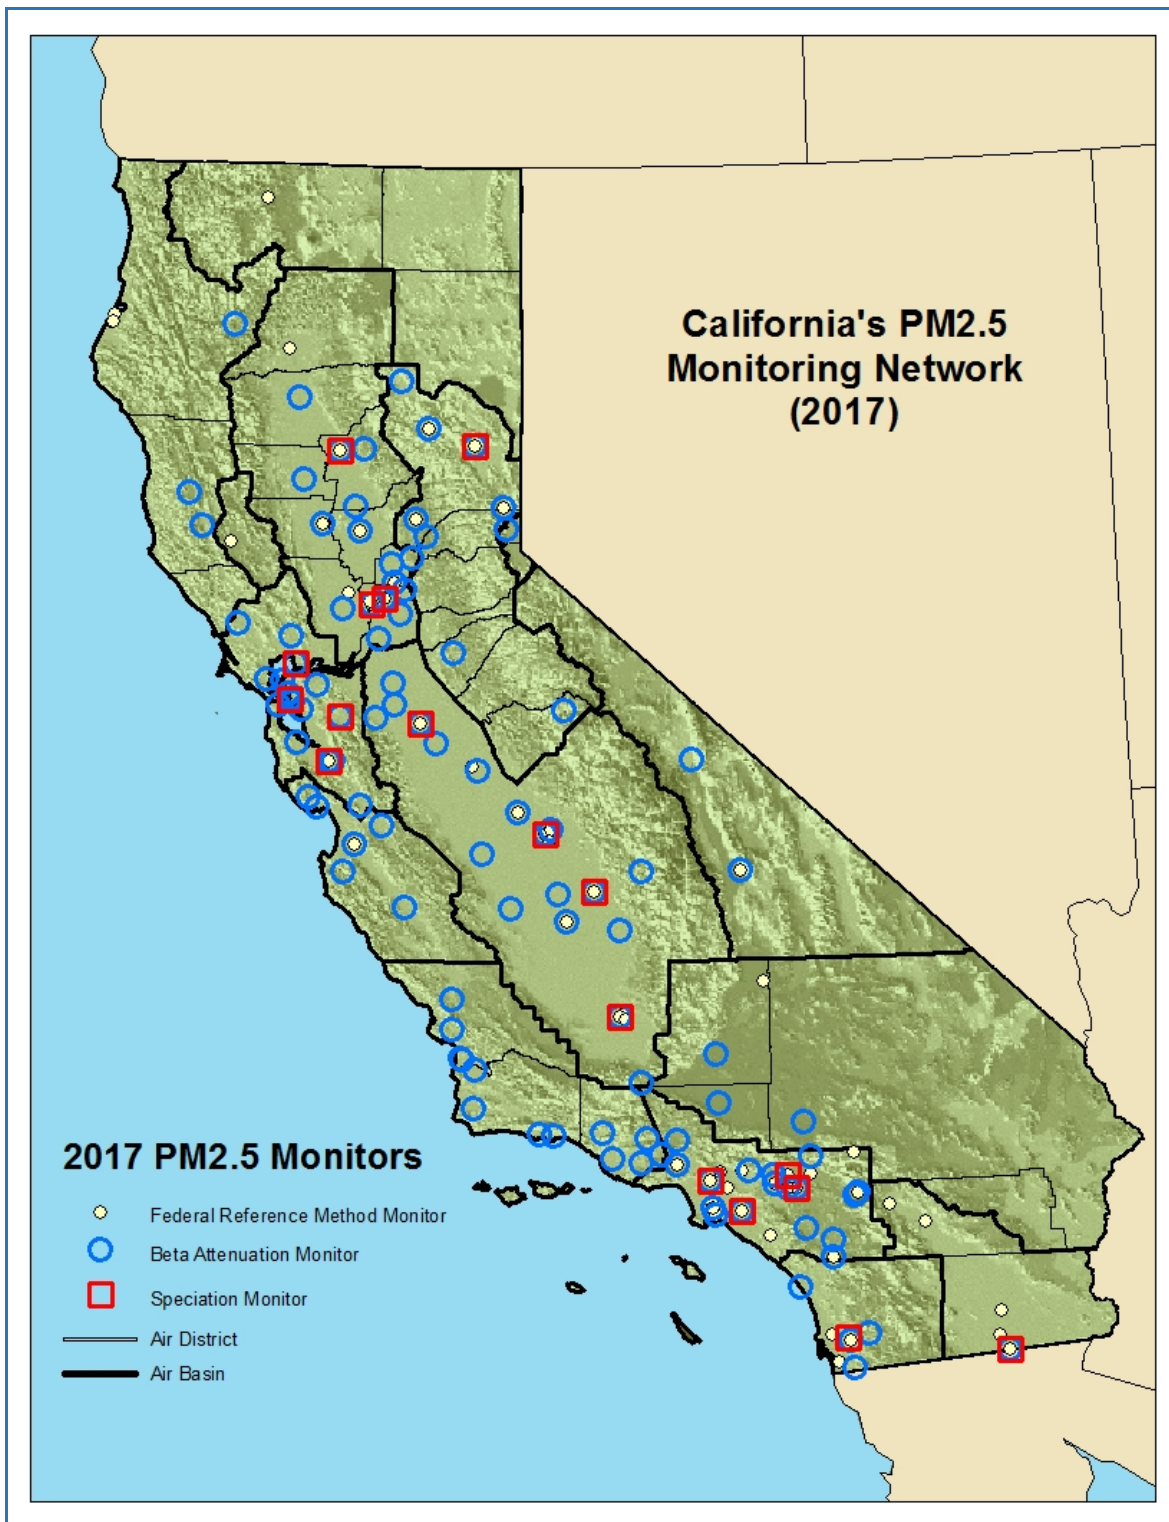 California's PM2.5
Monitoring Network
(2017)
2017 PM2.5 Monitors
Federal Reference Method Monitor
Beta Attenuation Monitor
Speciation Monitor
Air District
Air Basin